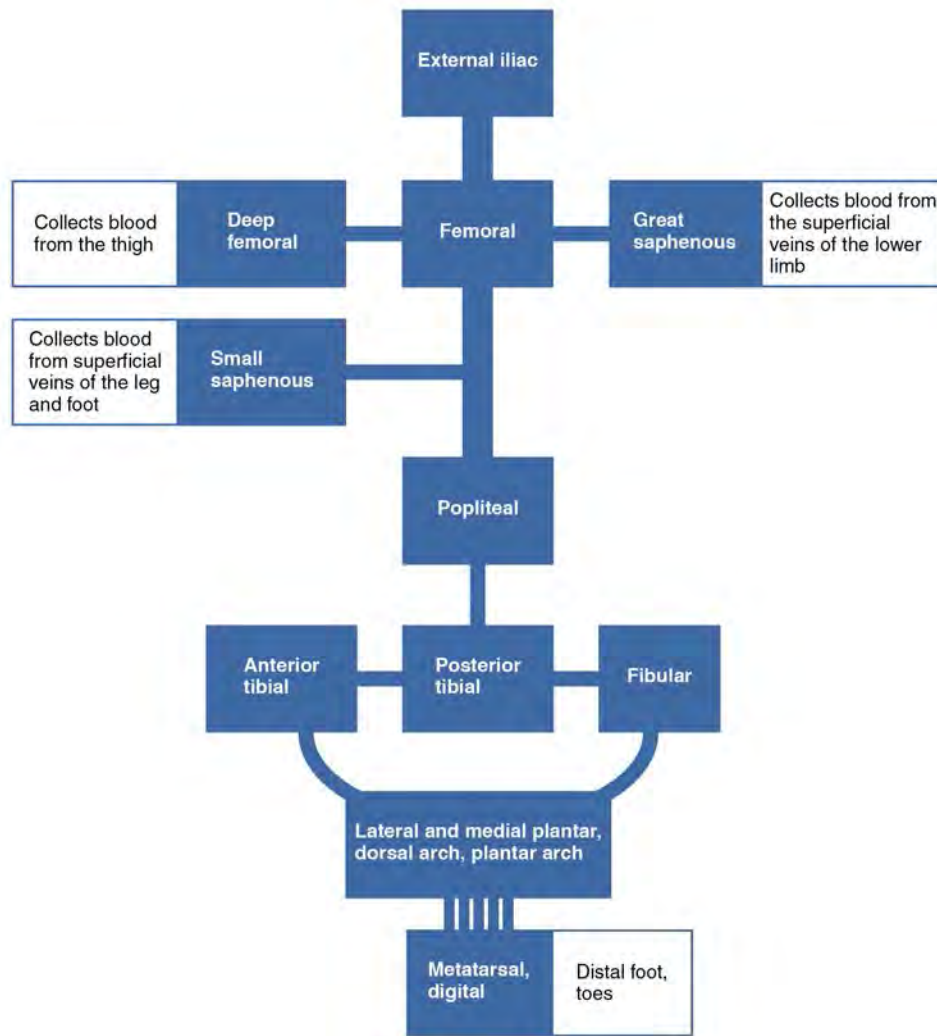 External iliac
Collects blood
from the thigh
Deep
femoral
Femoral
Great
saphenous
Collects blood from
the superficial
veins of the lower
limb
Collects blood
from superficial
veins of the leg
and foot
Small
saphenous
Popliteal
Anterior
tibial
Posterior
tibial
Fibular
Lateral and medial plantar,
dorsal arch, plantar arch
Metatarsal,
digital
Distal foot,
toes